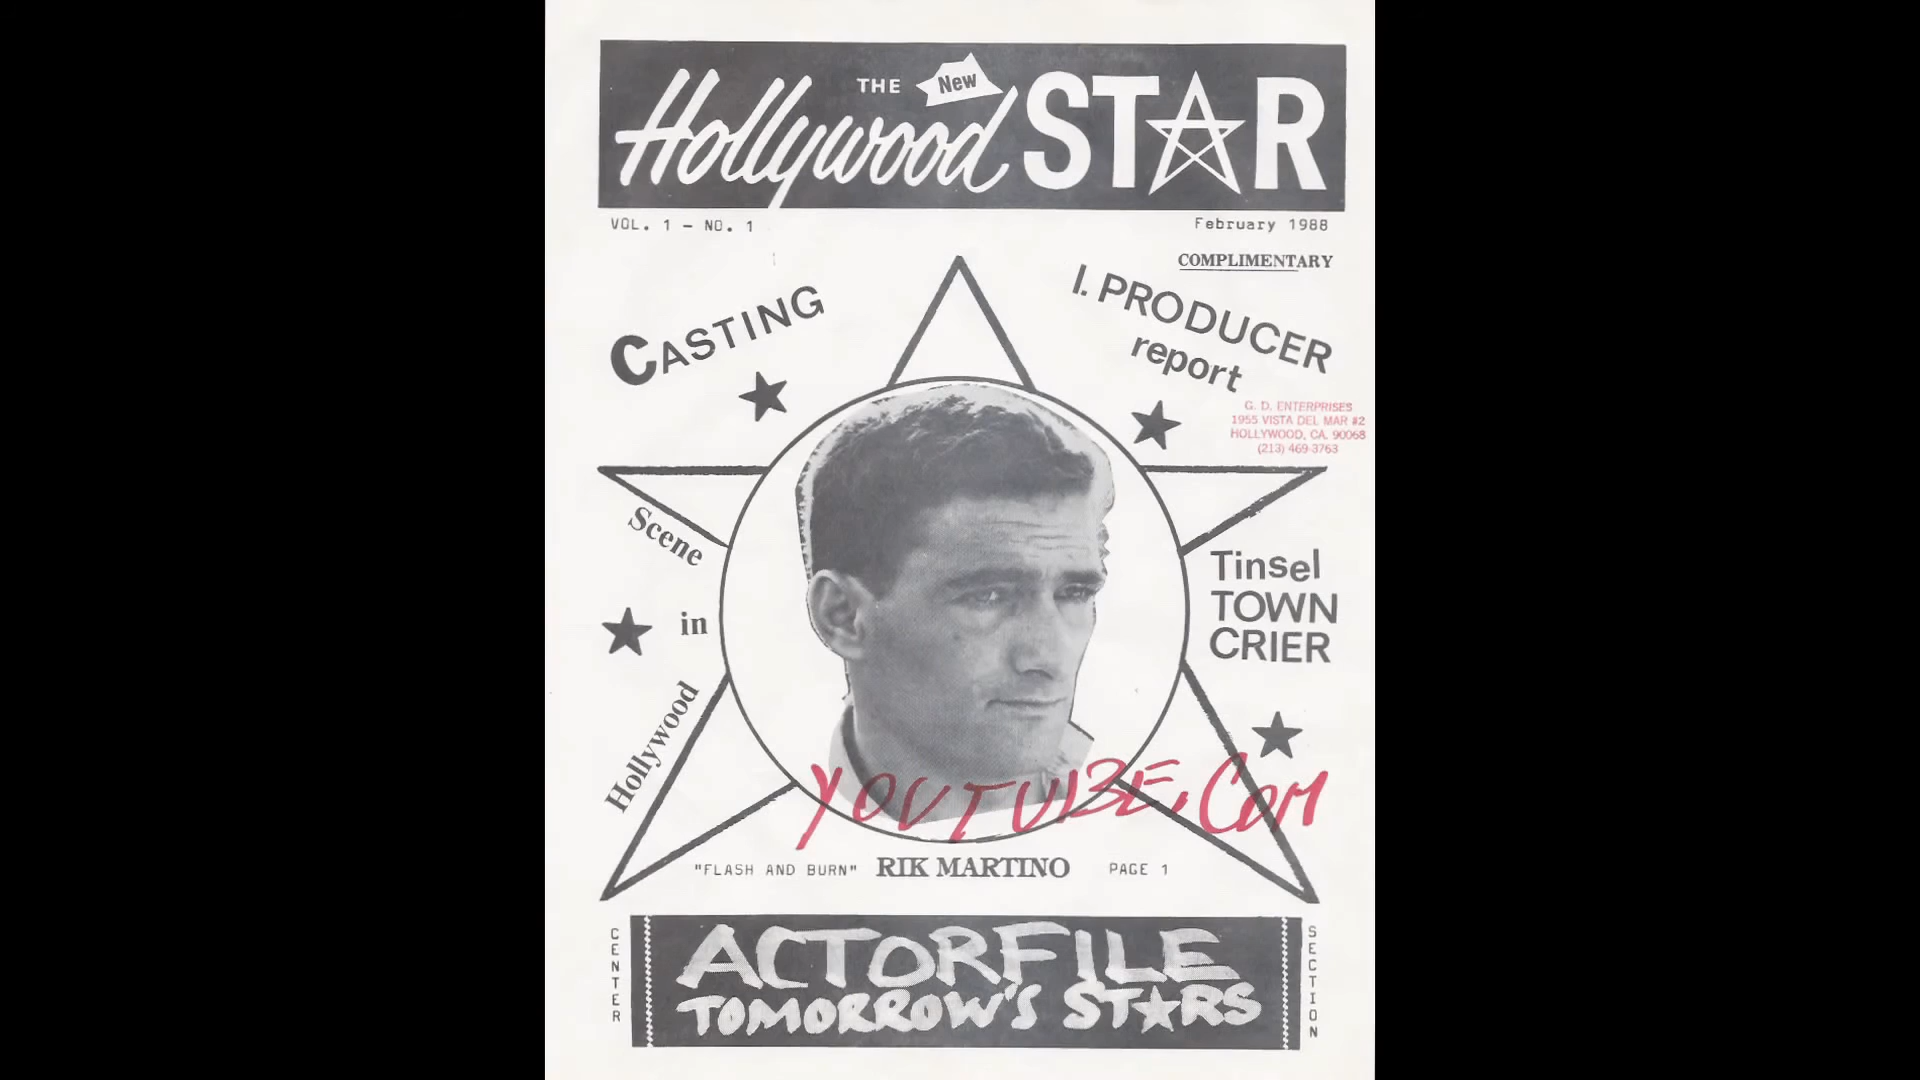 THE New
Hollywood STAR
VOL. 1 - NO. 1
February 1988
COMPLIMENTARY
CASTING
I. PRODUCER
report
G. D. ENTERPRISES
1955 VISTA DEL MAR #2
HOLLYWOOD, CA. 90068
(213) 469-3763
Scene
in
Hollywood
Tinsel
TOWN
CRIER
YOUTUBE.COM
"FLASH AND BURN" RIK MARTINO PAGE 1
CENTER
ACTORFILE
TOMORROW'S STARS
SECTION